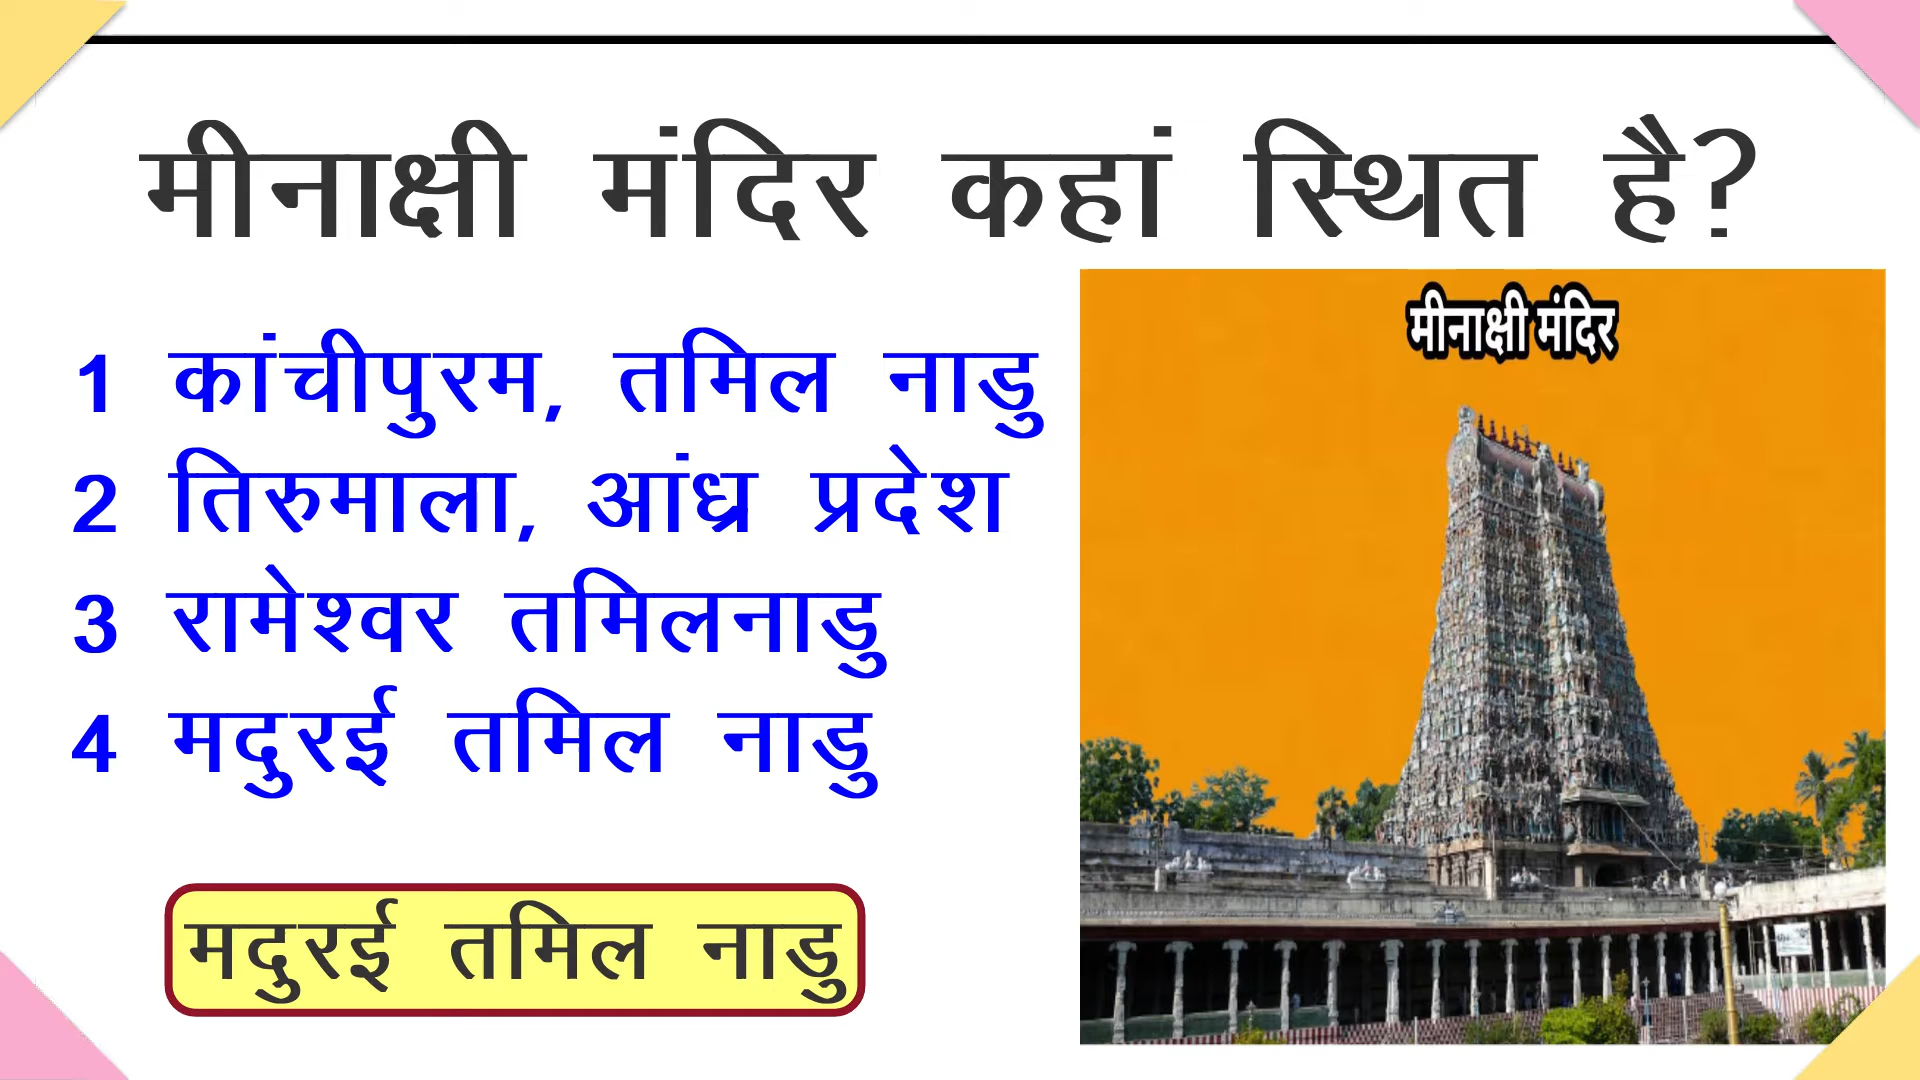 मीनाक्षी मंदिर कहां स्थित है?
मीनाक्षी मंदिर
1 कांचीपुरम, तमिल नाडु
2 तिरुमाला, आंध्र प्रदेश
3 रामेश्वर तमिलनाडु
4 मदुरई तमिल नाडु
मदुरई तमिल नाडु